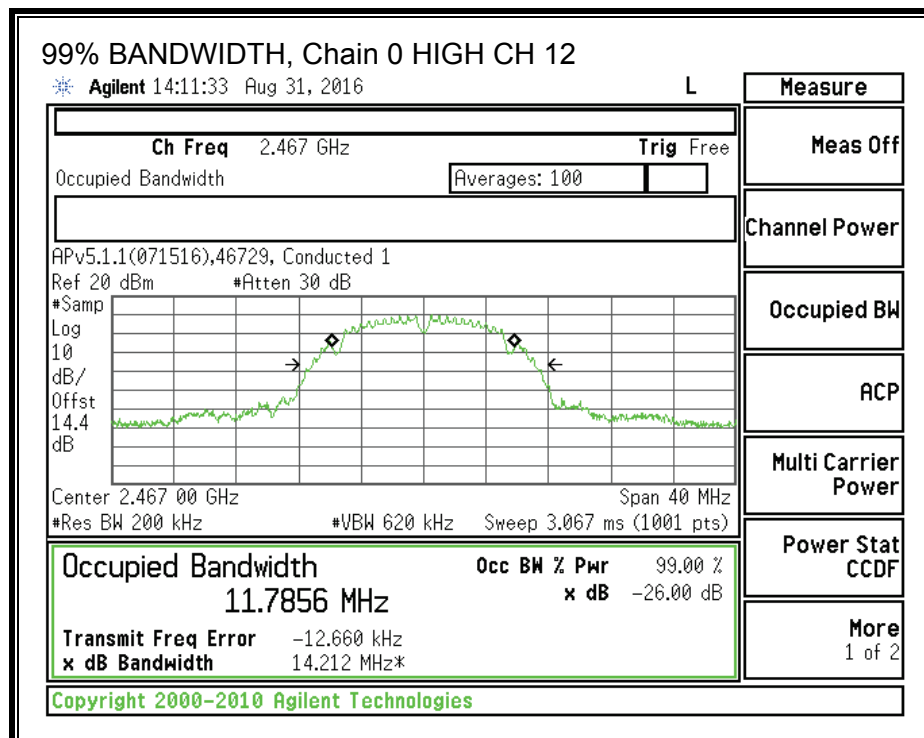 99% BANDWIDTH, Chain 0 HIGH CH 12
Agilent 14:11:33 Aug 31, 2016 L
Measure
Ch Freq 2.467 GHz Trig Free
Meas Off
Occupied Bandwidth Averages: 100
Channel Power
APv5.1.1(071516),46729, Conducted 1
Ref 20 dBm #Atten 30 dB
#Samp
Log
10
dB/
Offst
14.4
dB
Occupied BW
ACP
Multi Carrier
Power
Center 2.467 00 GHz Span 40 MHz
#Res BW 200 kHz #VBW 620 kHz Sweep 3.067 ms (1001 pts)
Power Stat
CCDF
Occupied Bandwidth Occ BW % Pwr 99.00 %
11.7856 MHz x dB -26.00 dB
Transmit Freq Error -12.660 kHz
x dB Bandwidth 14.212 MHz*
More
1 of 2
Copyright 2000-2010 Agilent Technologies